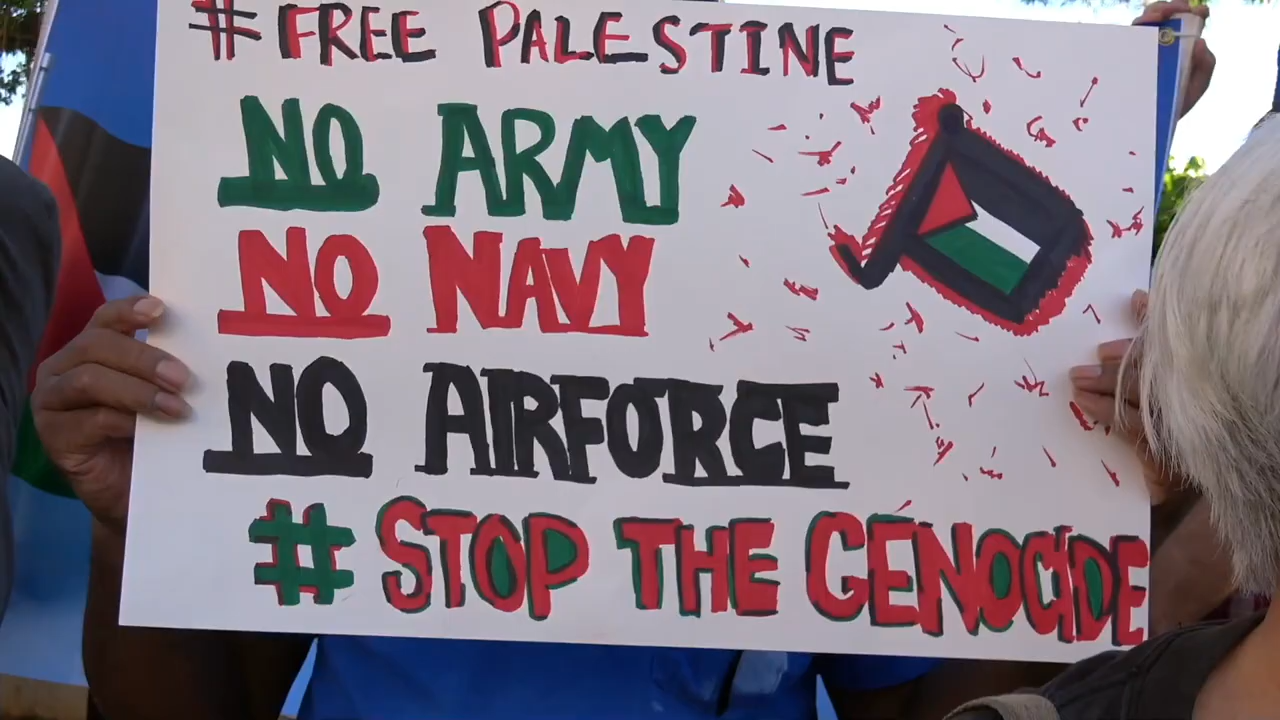 # FREE PALESTINE
NO ARMY
NO NAVY
NO AIRFORCE
# STOP THE GENOCIDE